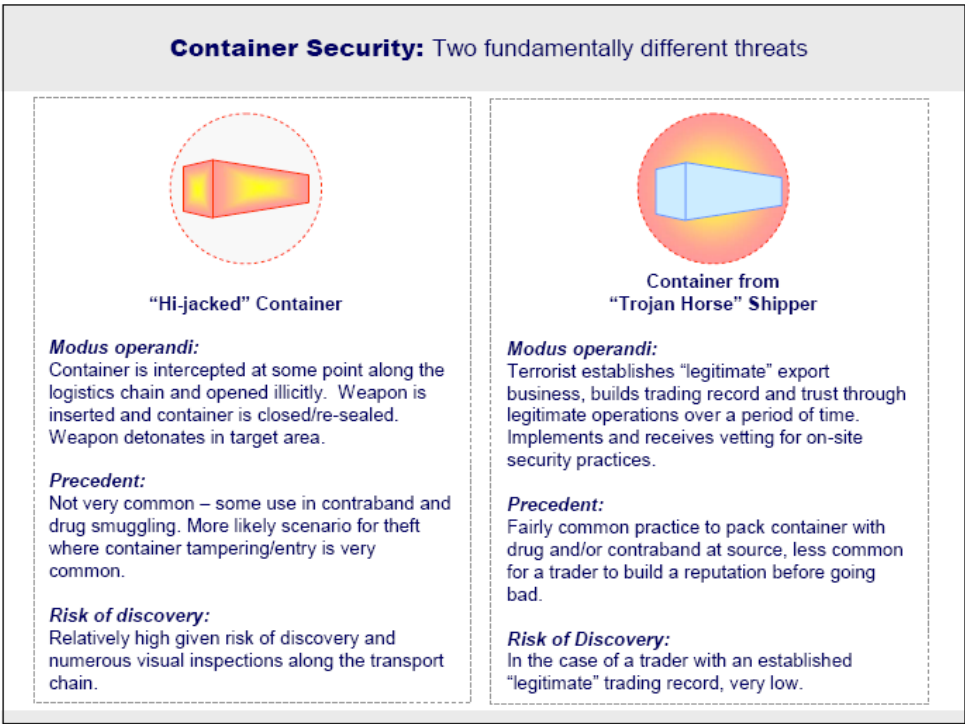 Container Security: Two fundamentally different threats
“Hi-jacked” Container
Modus operandi:
Container is intercepted at some point along the
logistics chain and opened illicitly.  Weapon is
inserted and container is closed/re-sealed.
Weapon detonates in target area.
Precedent:
Not very common – some use in contraband and
drug smuggling. More likely scenario for theft
where container tampering/entry is very
common.
Risk of discovery:
Relatively high given risk of discovery and
numerous visual inspections along the transport
chain.
Container from
“Trojan Horse” Shipper
Modus operandi:
Terrorist establishes “legitimate” export
business, builds trading record and trust through
legitimate operations over a period of time.
Implements and receives vetting for on-site
security practices.
Precedent:
Fairly common practice to pack container with
drug and/or contraband at source, less common
for a trader to build a reputation before going
bad.
Risk of Discovery:
In the case of a trader with an established
“legitimate” trading record, very low.